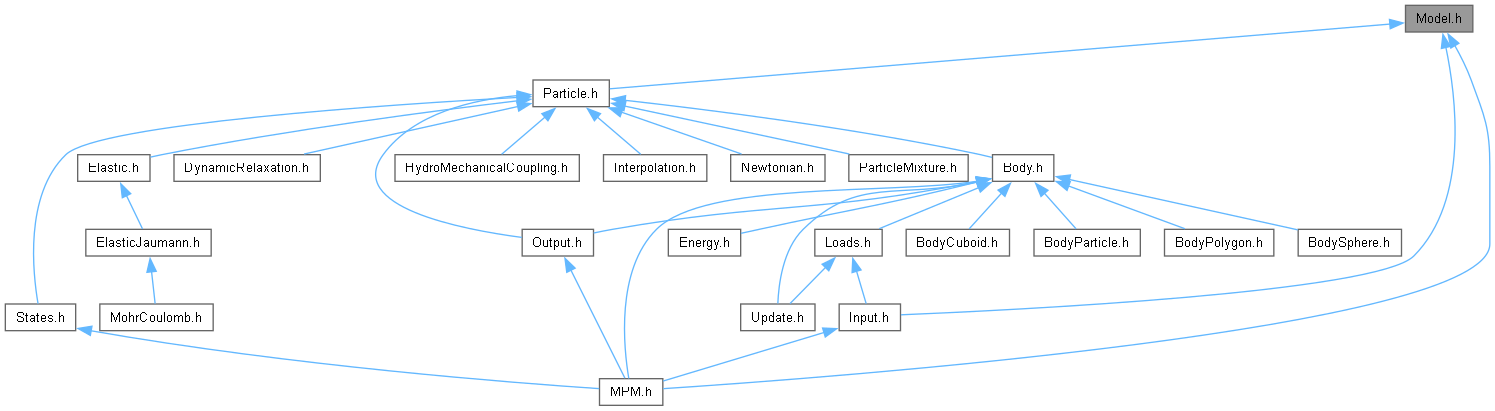 Model.h
Particle.h
Elastic.h
DynamicRelaxation.h
HydroMechanicalCoupling.h
Interpolation.h
Newtonian.h
ParticleMixture.h
Body.h
ElasticJaumann.h
Output.h
Energy.h
Loads.h
BodyCuboid.h
BodyParticle.h
BodyPolygon.h
BodySphere.h
States.h
MohrCoulomb.h
Update.h
Input.h
MPM.h